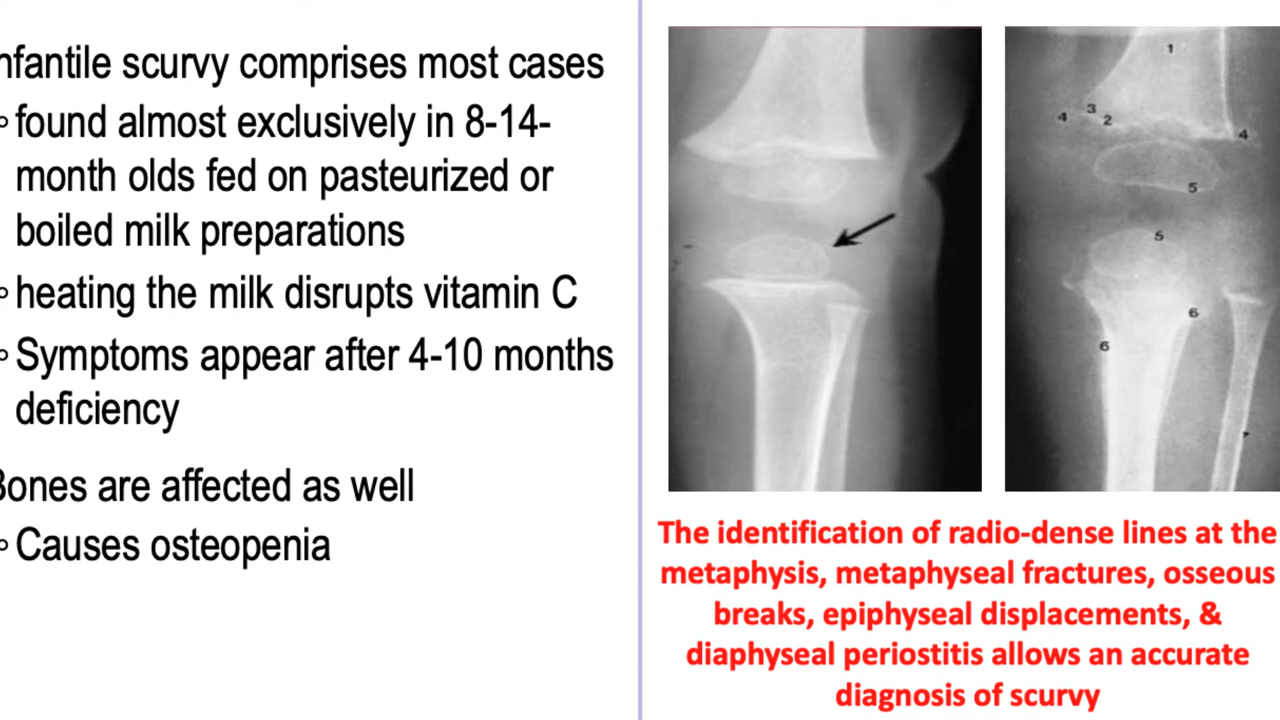 nfantile scurvy comprises most cases
found almost exclusively in 8-14-
month olds fed on pasteurized or
boiled milk preparations
heating the milk disrupts vitamin C
Symptoms appear after 4-10 months
deficiency
Bones are affected as well
Causes osteopenia
1
3
4
2
4
5
5
6
6
The identification of radio-dense lines at the
metaphysis, metaphyseal fractures, osseous
breaks, epiphyseal displacements, &
diaphyseal periostitis allows an accurate
diagnosis of scurvy